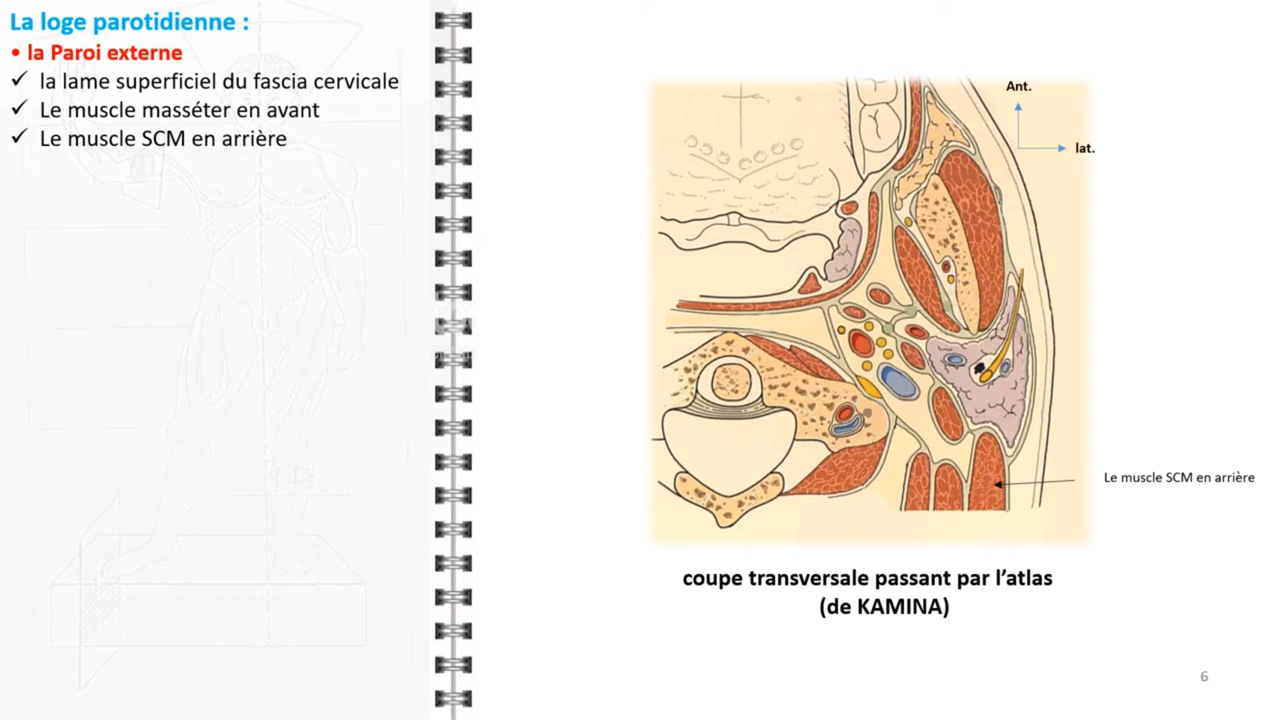 La loge parotidienne :
• la Paroi externe
✓ la lame superficiel du fascia cervicale
✓ Le muscle masséter en avant
✓ Le muscle SCM en arrière
Ant.
lat.
Le muscle SCM en arrière
coupe transversale passant par l’atlas
(de KAMINA)
6